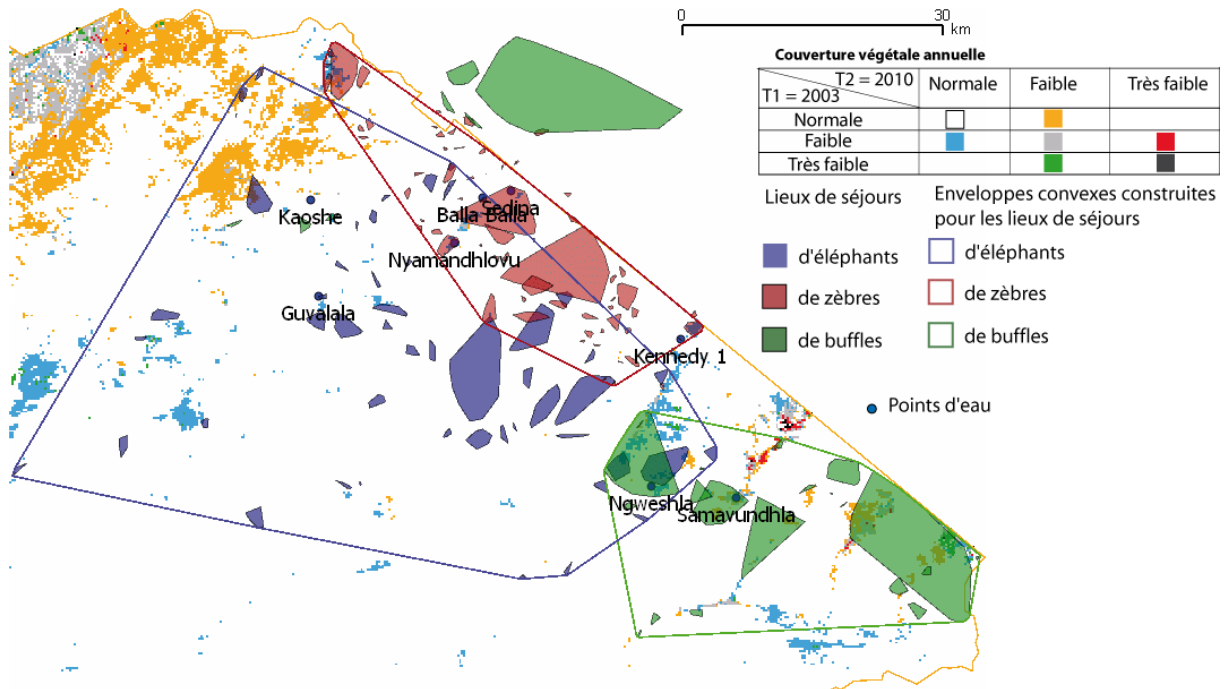 0 30
km
Couverture végétale annuelle
T2 = 2010
T1 = 2003
Normale Faible Très faible
Normale
Faible
Très faible
Lieux de séjours
Enveloppes convexes construites
pour les lieux de séjours
d'éléphants d'éléphants
de zèbres de zèbres
de buffles de buffles
Points d'eau
Kaoshe
Balla Balla
Sedina
Nyamandhlovu
Guvalala
Kennedy 1
Ngweshla
Samavundhla